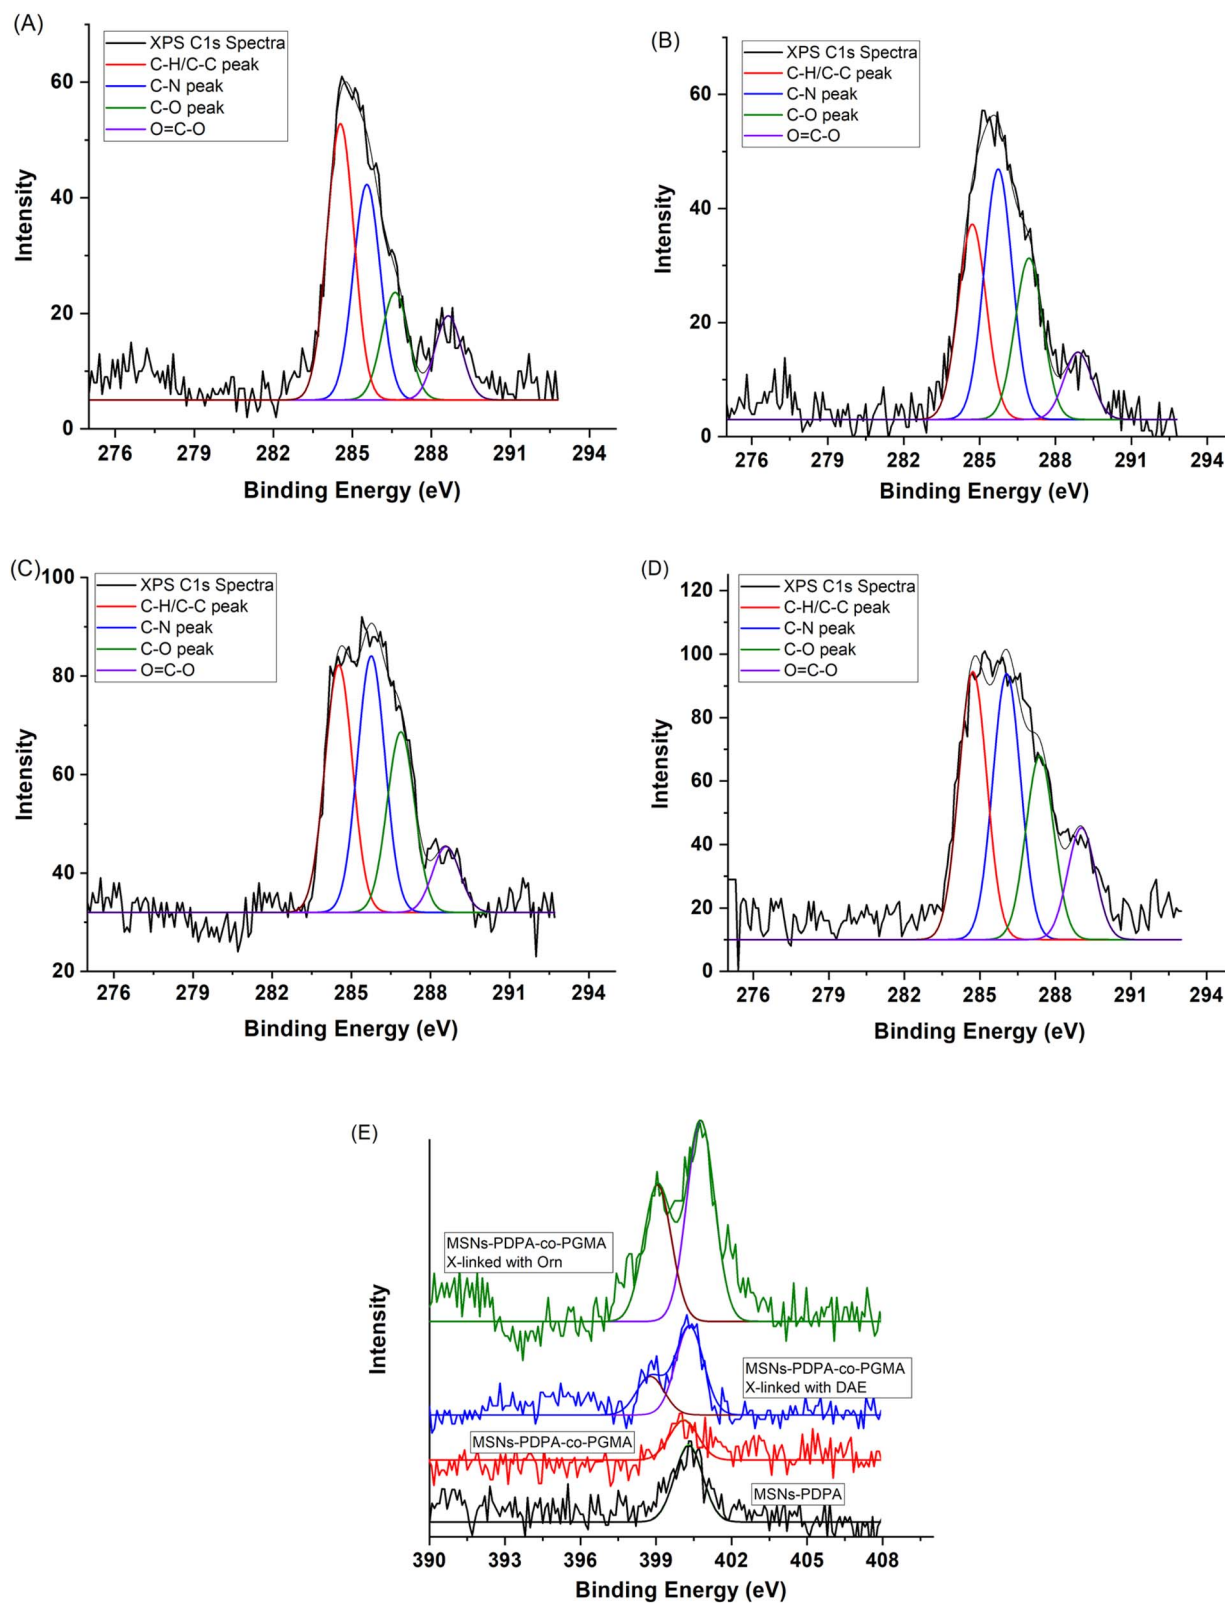 (A)
XPS C1s Spectra
C-H/C-C peak
C-N peak
C-O peak
O=C-O
60
40
20
0
Intensity
276 279 282 285 288 291 294
Binding Energy (eV)
(B)
XPS C1s Spectra
C-H/C-C peak
C-N peak
C-O peak
O=C-O
60
40
20
0
Intensity
276 279 282 285 288 291 294
Binding Energy (eV)
(C)
XPS C1s Spectra
C-H/C-C peak
C-N peak
C-O peak
O=C-O
100
80
60
40
20
Intensity
276 279 282 285 288 291 294
Binding Energy (eV)
(D)
XPS C1s Spectra
C-H/C-C peak
C-N peak
C-O peak
O=C-O
120
100
80
60
40
20
0
Intensity
276 279 282 285 288 291 294
Binding Energy (eV)
(E)
MSNs-PDPA-co-PGMA
X-linked with Orn
MSNs-PDPA-co-PGMA
X-linked with DAE
MSNs-PDPA-co-PGMA
MSNs-PDPA
Intensity
390 393 396 399 402 405 408
Binding Energy (eV)